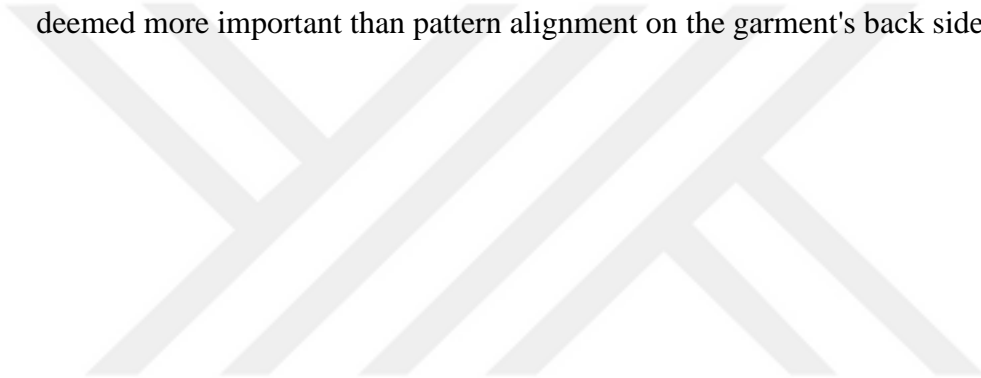 deemed more important than pattern alignment on the garment's back side